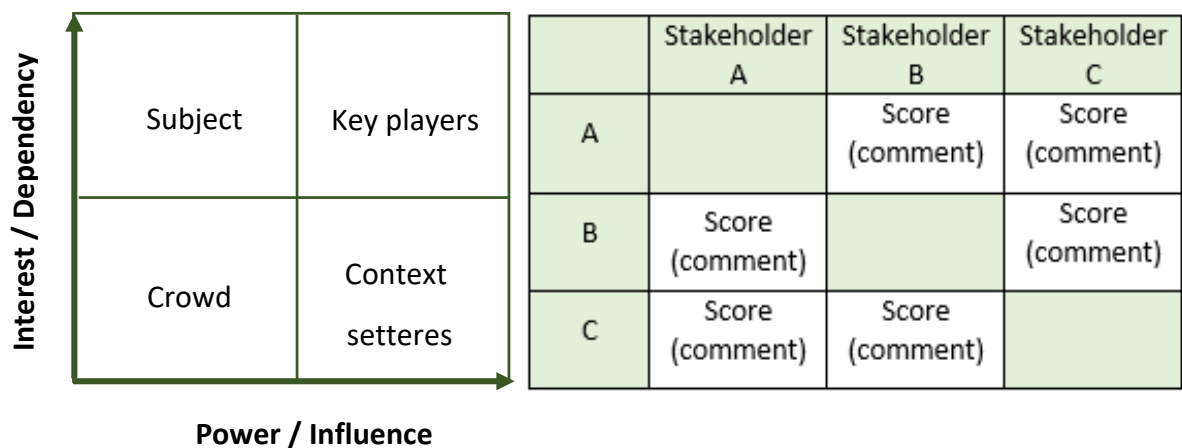 Interest / Dependency
Subject
Key players
Crowd
Context
setteres
Power / Influence
Stakeholder
A
Stakeholder
B
Stakeholder
C
A
Score
(comment)
Score
(comment)
B
Score
(comment)
Score
(comment)
C
Score
(comment)
Score
(comment)